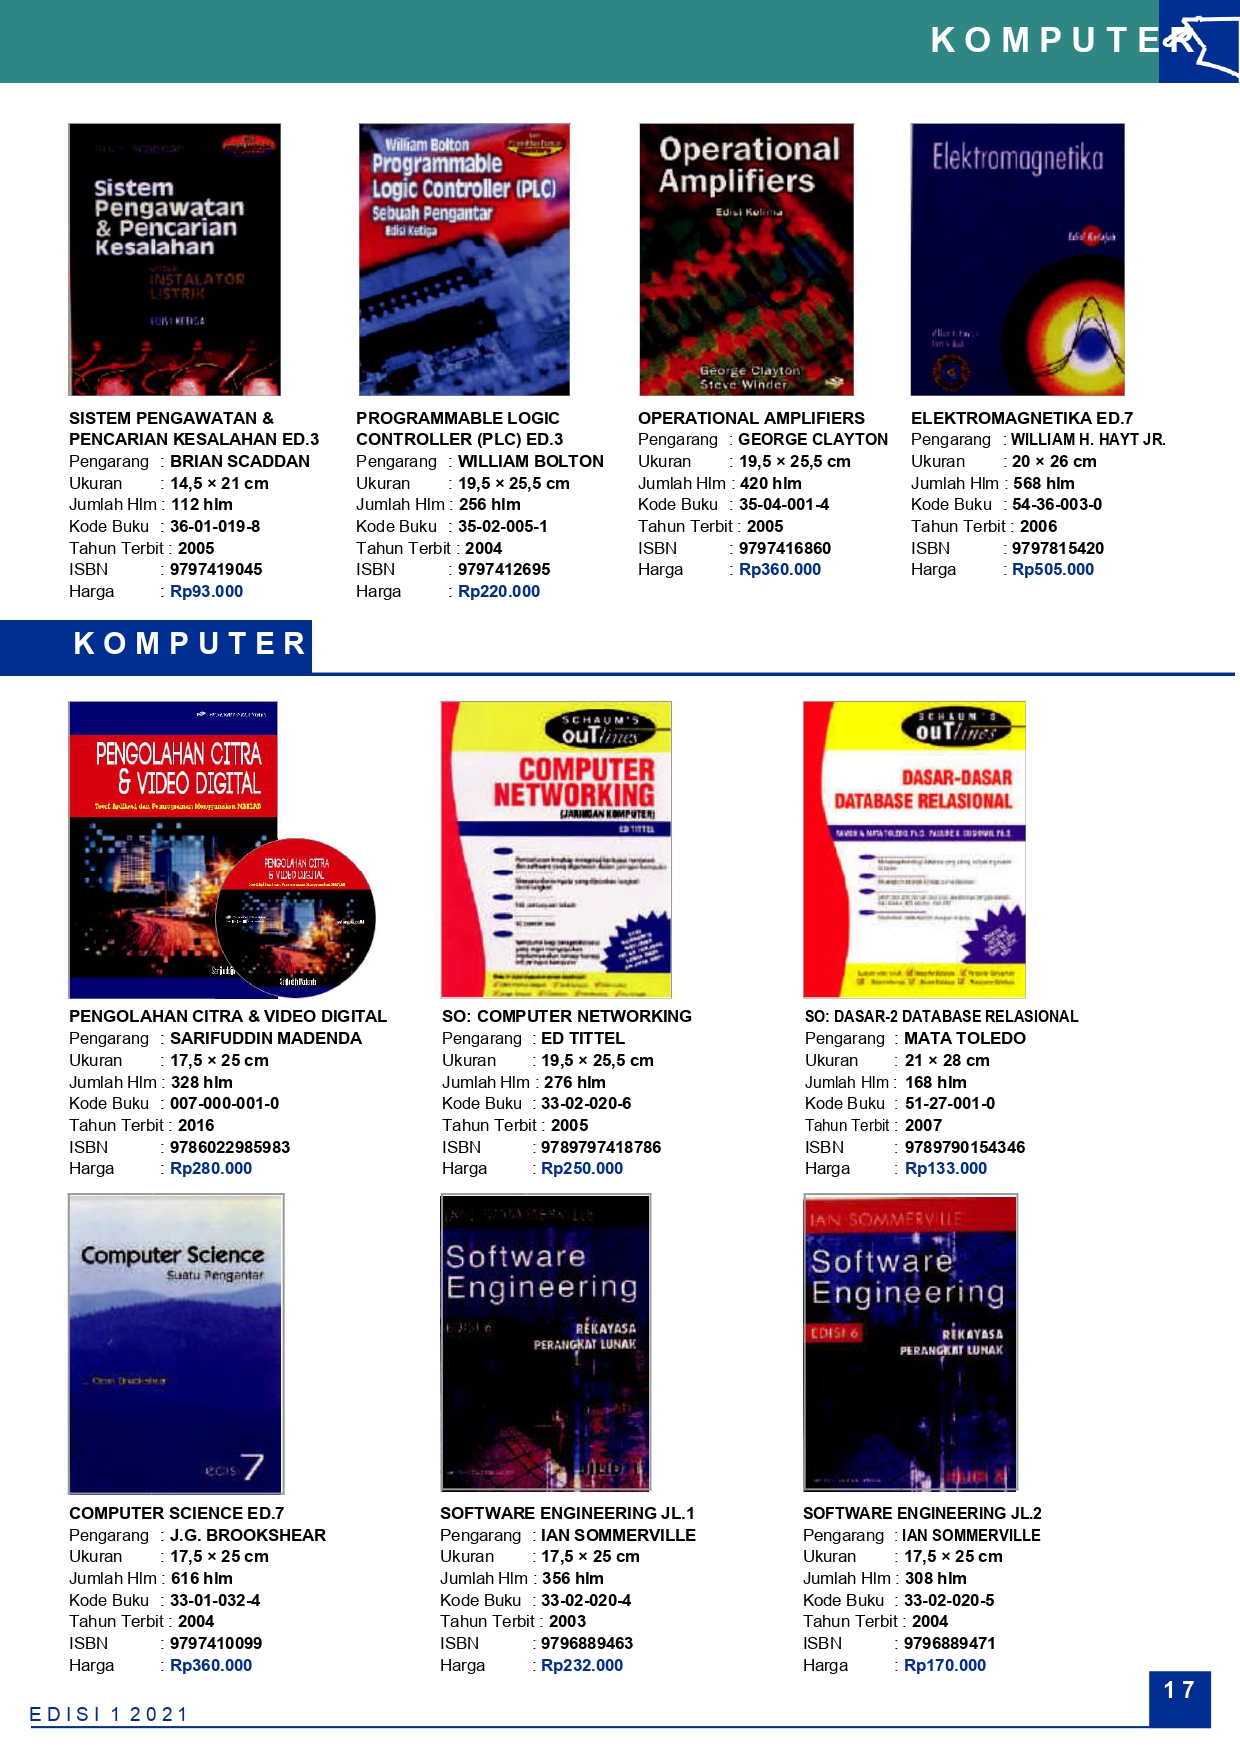 KOMPUTER
Sistem
Pengawatan
& Pencarian
Kesalahan
INSTALATOR
LISTRIK
EDISI KETIGA
William Bolton
Programmable
Logic Controller (PLC)
Sebuah Pengantar
Edisi Ketiga
Operational
Amplifiers
Edisi Kelima
George Clayton
Steve Winder
Elektromagnetika
Edisi Ketujuh
SISTEM PENGAWATAN &
PENCARIAN KESALAHAN ED.3
Pengarang : BRIAN SCADDAN
Ukuran : 14,5 × 21 cm
Jumlah Hlm : 112 hlm
Kode Buku : 36-01-019-8
Tahun Terbit : 2005
ISBN : 9797419045
Harga : Rp93.000
PROGRAMMABLE LOGIC
CONTROLLER (PLC) ED.3
Pengarang : WILLIAM BOLTON
Ukuran : 19,5 × 25,5 cm
Jumlah Hlm : 256 hlm
Kode Buku : 35-02-005-1
Tahun Terbit : 2004
ISBN : 9797412695
Harga : Rp220.000
OPERATIONAL AMPLIFIERS
Pengarang : GEORGE CLAYTON
Ukuran : 19,5 × 25,5 cm
Jumlah Hlm : 420 hlm
Kode Buku : 35-04-001-4
Tahun Terbit : 2005
ISBN : 9797416860
Harga : Rp360.000
ELEKTROMAGNETIKA ED.7
Pengarang : WILLIAM H. HAYT JR.
Ukuran : 20 × 26 cm
Jumlah Hlm : 568 hlm
Kode Buku : 54-36-003-0
Tahun Terbit : 2006
ISBN : 9797815420
Harga : Rp505.000
KOMPUTER
PENGOLAHAN CITRA
& VIDEO DIGITAL
Teori, Aplikasi dan Pemrograman Menggunakan MATLAB
PENGOLAHAN CITRA
& VIDEO DIGITAL
SCHAUM'S
ouTlines
COMPUTER
NETWORKING
(JARINGAN KOMPUTER)
ED TITTEL
SCHAUM'S
ouTlines
DASAR-DASAR
DATABASE RELASIONAL
PENGOLAHAN CITRA & VIDEO DIGITAL
Pengarang : SARIFUDDIN MADENDA
Ukuran : 17,5 × 25 cm
Jumlah Hlm : 328 hlm
Kode Buku : 007-000-001-0
Tahun Terbit : 2016
ISBN : 9786022985983
Harga : Rp280.000
SO: COMPUTER NETWORKING
Pengarang : ED TITTEL
Ukuran : 19,5 × 25,5 cm
Jumlah Hlm : 276 hlm
Kode Buku : 33-02-020-6
Tahun Terbit : 2005
ISBN : 9789797418786
Harga : Rp250.000
SO: DASAR-2 DATABASE RELASIONAL
Pengarang : MATA TOLEDO
Ukuran : 21 × 28 cm
Jumlah Hlm : 168 hlm
Kode Buku : 51-27-001-0
Tahun Terbit : 2007
ISBN : 9789790154346
Harga : Rp133.000
Computer Science
Suatu Pengantar
EDISI 7
IAN SOMMERVILLE
Software
Engineering
EDISI 6
REKAYASA
PERANGKAT LUNAK
JILID 1
IAN SOMMERVILLE
Software
Engineering
EDISI 6
REKAYASA
PERANGKAT LUNAK
JILID 2
COMPUTER SCIENCE ED.7
Pengarang : J.G. BROOKSHEAR
Ukuran : 17,5 × 25 cm
Jumlah Hlm : 616 hlm
Kode Buku : 33-01-032-4
Tahun Terbit : 2004
ISBN : 9797410099
Harga : Rp360.000
SOFTWARE ENGINEERING JL.1
Pengarang : IAN SOMMERVILLE
Ukuran : 17,5 × 25 cm
Jumlah Hlm : 356 hlm
Kode Buku : 33-02-020-4
Tahun Terbit : 2003
ISBN : 9796889463
Harga : Rp232.000
SOFTWARE ENGINEERING JL.2
Pengarang : IAN SOMMERVILLE
Ukuran : 17,5 × 25 cm
Jumlah Hlm : 308 hlm
Kode Buku : 33-02-020-5
Tahun Terbit : 2004
ISBN : 9796889471
Harga : Rp170.000
EDISI 1 2021
17